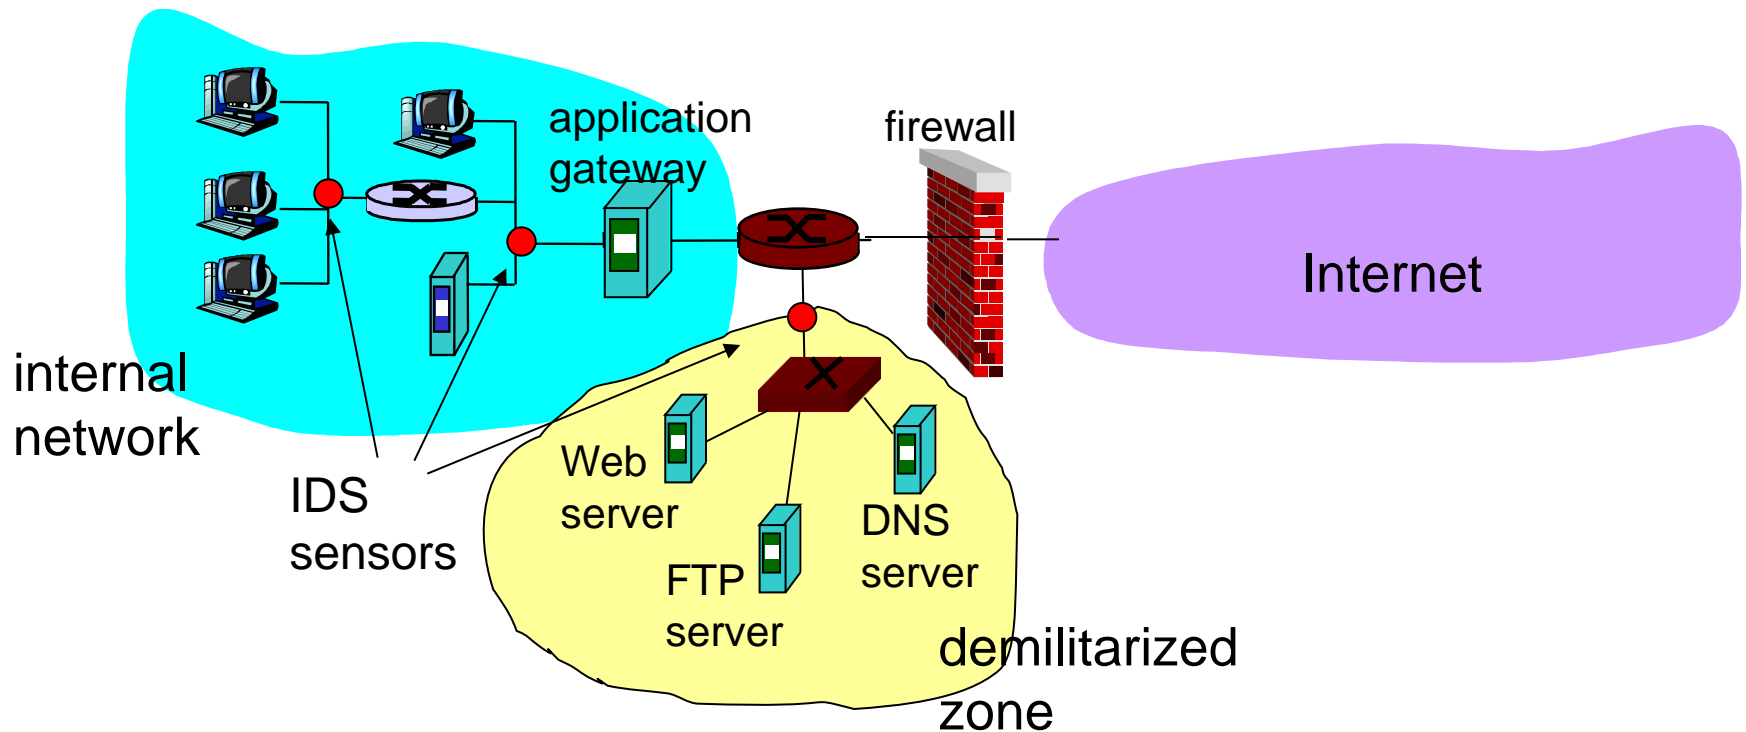 application
gateway
firewall
Internet
internal
network
IDS
sensors
Web
server
FTP
server
DNS
server
demilitarized
zone